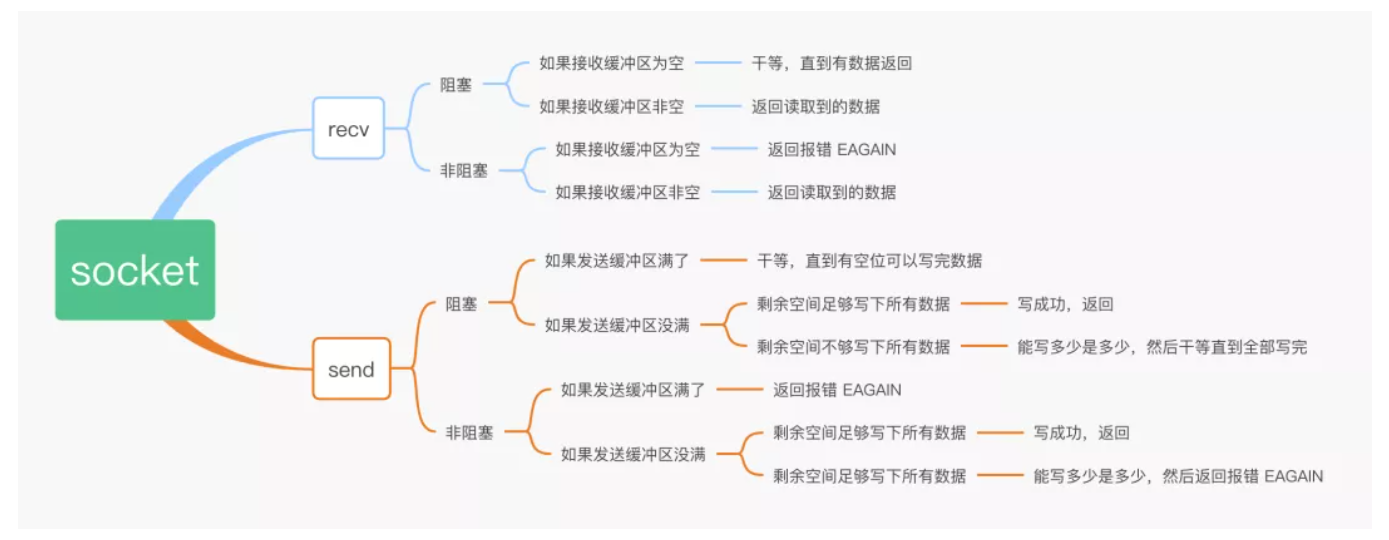 socket
recv
阻塞
如果接收缓冲区为空
干等，直到有数据返回
如果接收缓冲区非空
返回读取到的数据
非阻塞
如果接收缓冲区为空
返回报错 EAGAIN
如果接收缓冲区非空
返回读取到的数据
send
阻塞
如果发送缓冲区满了
干等，直到有空位可以写完数据
如果发送缓冲区没满
剩余空间足够写下所有数据
写成功，返回
剩余空间不够写下所有数据
能写多少是多少，然后干等直到全部写完
非阻塞
如果发送缓冲区满了
返回报错 EAGAIN
如果发送缓冲区没满
剩余空间足够写下所有数据
写成功，返回
剩余空间足够写下所有数据
能写多少是多少，然后返回报错 EAGAIN